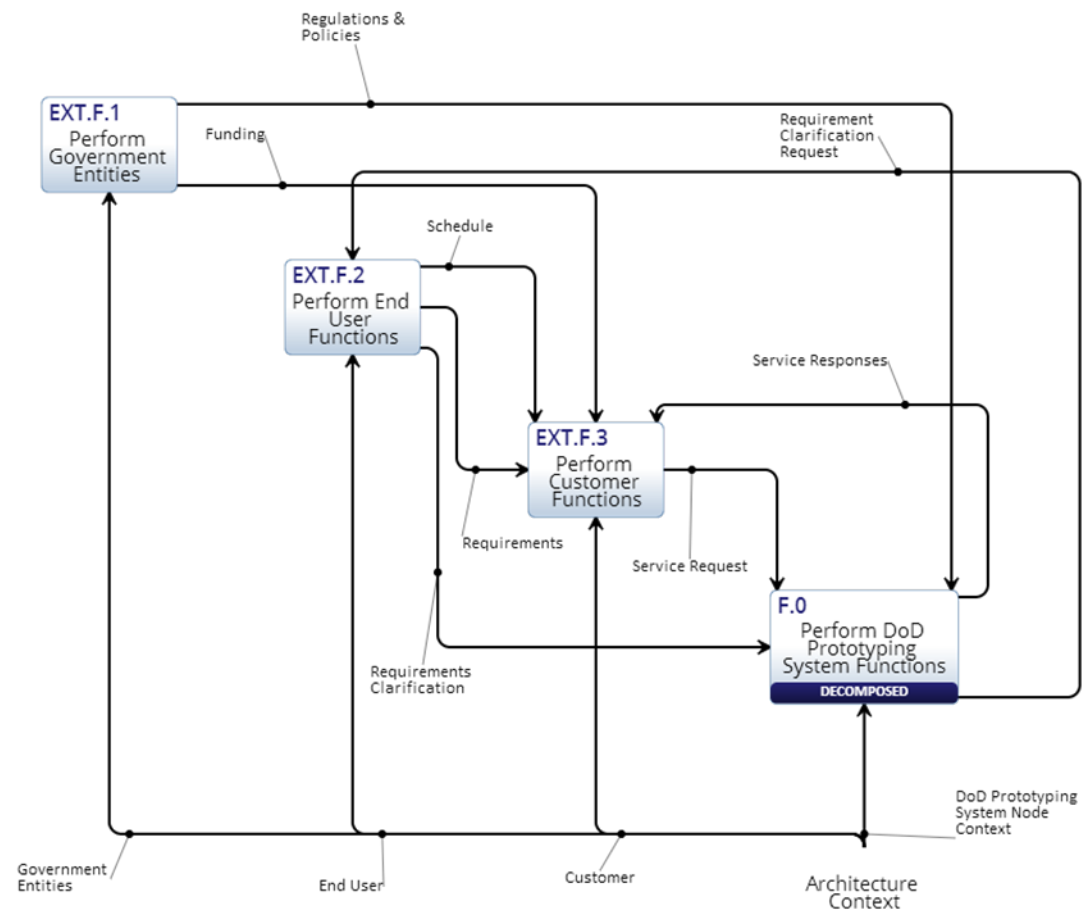 Regulations &
Policies
EXT.F.1
Perform
Government
Entities
Funding
Requirement
Clarification
Request
Schedule
EXT.F.2
Perform End
User
Functions
Service Responses
EXT.F.3
Perform
Customer
Functions
Requirements
Service Request
F.0
Perform DoD
Prototyping
System Functions
DECOMPOSED
Requirements
Clarification
DoD Prototyping
System Node
Context
Government
Entities
End User
Customer
Architecture
Context